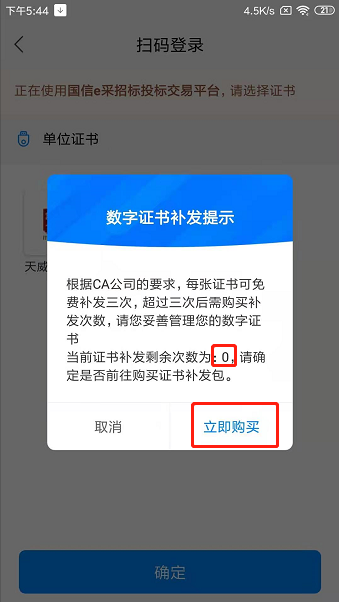 下午5:44
4.5K/s
21
扫码登录
正在使用国信e采招标投标交易平台，请选择证书
单位证书
天威
数字证书补发提示
根据CA公司的要求，每张证书可免
费补发三次，超过三次后需购买补
发次数，请您妥善管理您的数字证
书
当前证书补发剩余次数为：0，请确
定是否前往购买证书补发包。
取消
立即购买
确定